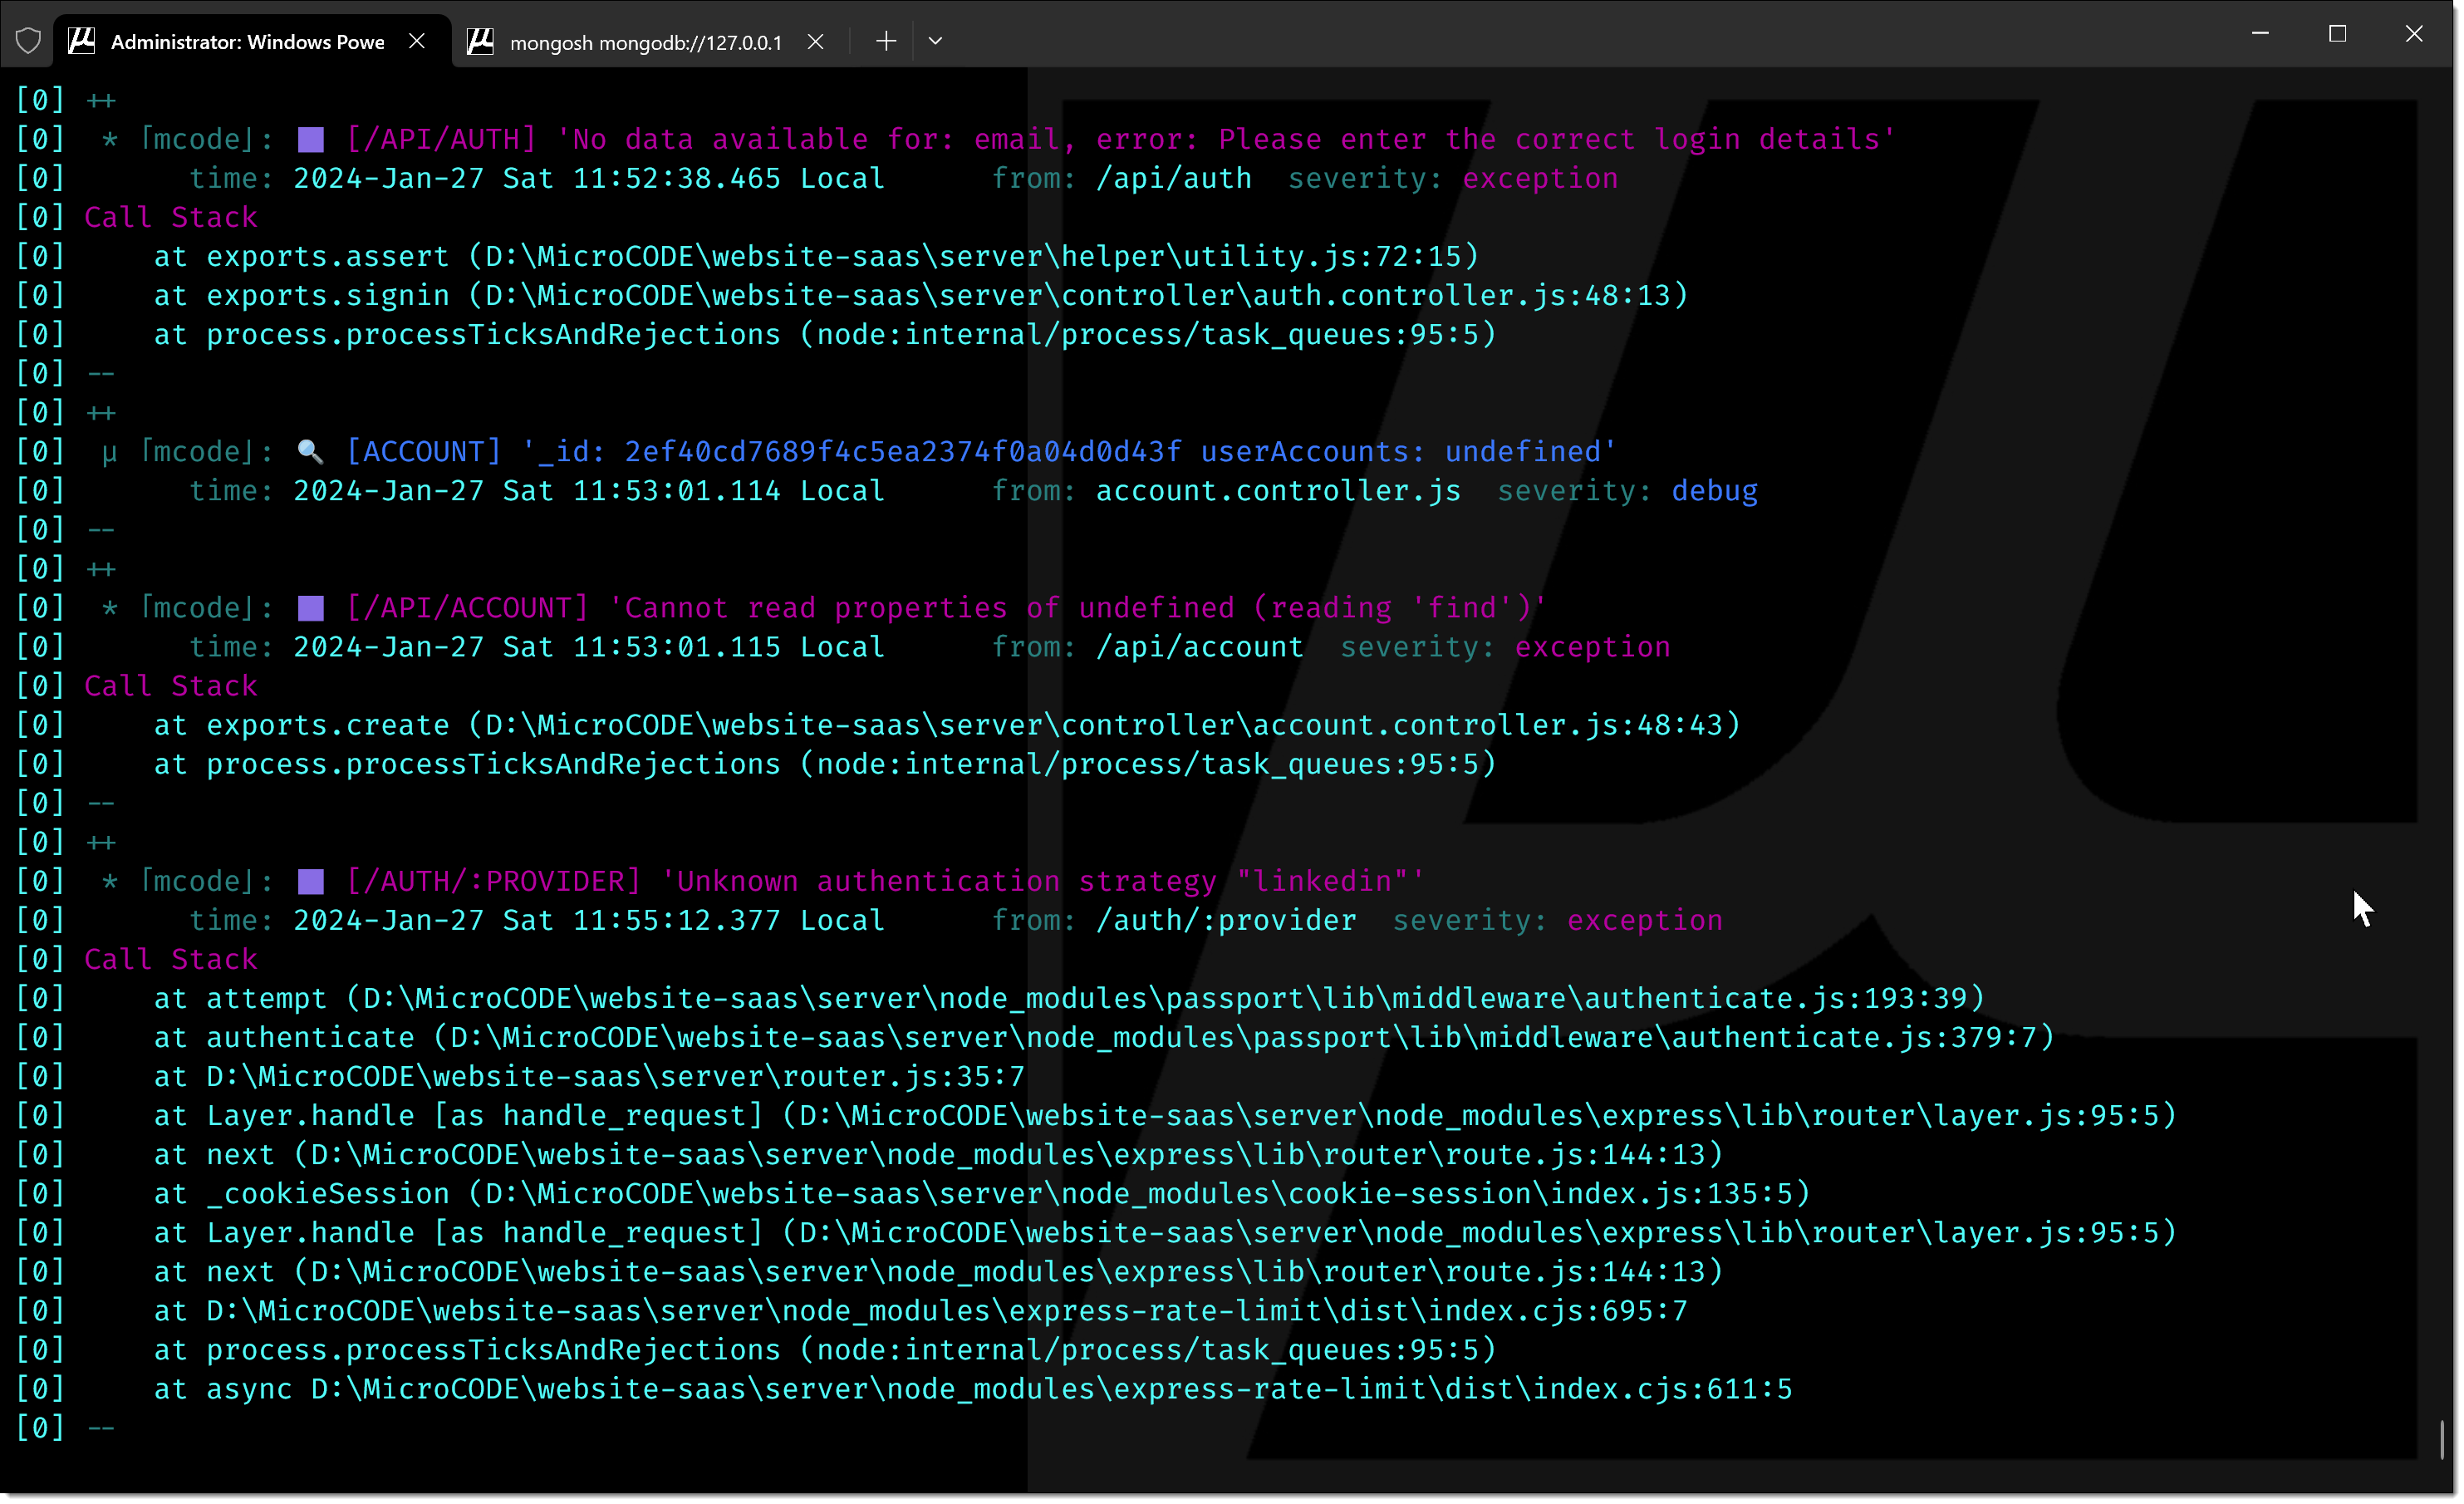 Administrator: Windows Powe
mongosh mongodb://127.0.0.1
[0] ++
[0]  * ⌈mcode⌋: [/API/AUTH] 'No data available for: email, error: Please enter the correct login details'
[0]      time: 2024-Jan-27 Sat 11:52:38.465 Local      from: /api/auth  severity: exception
[0] Call Stack
[0]     at exports.assert (D:\MicroCODE\website-saas\server\helper\utility.js:72:15)
[0]     at exports.signin (D:\MicroCODE\website-saas\server\controller\auth.controller.js:48:13)
[0]     at process.processTicksAndRejections (node:internal/process/task_queues:95:5)
[0] --
[0] ++
[0]  µ ⌈mcode⌋: 🔍 [ACCOUNT] '_id: 2ef40cd7689f4c5ea2374f0a04d0d43f userAccounts: undefined'
[0]      time: 2024-Jan-27 Sat 11:53:01.114 Local      from: account.controller.js  severity: debug
[0] --
[0] ++
[0]  * ⌈mcode⌋: [/API/ACCOUNT] 'Cannot read properties of undefined (reading 'find')'
[0]      time: 2024-Jan-27 Sat 11:53:01.115 Local      from: /api/account  severity: exception
[0] Call Stack
[0]     at exports.create (D:\MicroCODE\website-saas\server\controller\account.controller.js:48:43)
[0]     at process.processTicksAndRejections (node:internal/process/task_queues:95:5)
[0] --
[0] ++
[0]  * ⌈mcode⌋: [/AUTH/:PROVIDER] 'Unknown authentication strategy "linkedin"'
[0]      time: 2024-Jan-27 Sat 11:55:12.377 Local      from: /auth/:provider  severity: exception
[0] Call Stack
[0]     at attempt (D:\MicroCODE\website-saas\server\node_modules\passport\lib\middleware\authenticate.js:193:39)
[0]     at authenticate (D:\MicroCODE\website-saas\server\node_modules\passport\lib\middleware\authenticate.js:379:7)
[0]     at D:\MicroCODE\website-saas\server\router.js:35:7
[0]     at Layer.handle [as handle_request] (D:\MicroCODE\website-saas\server\node_modules\express\lib\router\layer.js:95:5)
[0]     at next (D:\MicroCODE\website-saas\server\node_modules\express\lib\router\route.js:144:13)
[0]     at _cookieSession (D:\MicroCODE\website-saas\server\node_modules\cookie-session\index.js:135:5)
[0]     at Layer.handle [as handle_request] (D:\MicroCODE\website-saas\server\node_modules\express\lib\router\layer.js:95:5)
[0]     at next (D:\MicroCODE\website-saas\server\node_modules\express\lib\router\route.js:144:13)
[0]     at D:\MicroCODE\website-saas\server\node_modules\express-rate-limit\dist\index.cjs:695:7
[0]     at process.processTicksAndRejections (node:internal/process/task_queues:95:5)
[0]     at async D:\MicroCODE\website-saas\server\node_modules\express-rate-limit\dist\index.cjs:611:5
[0] --